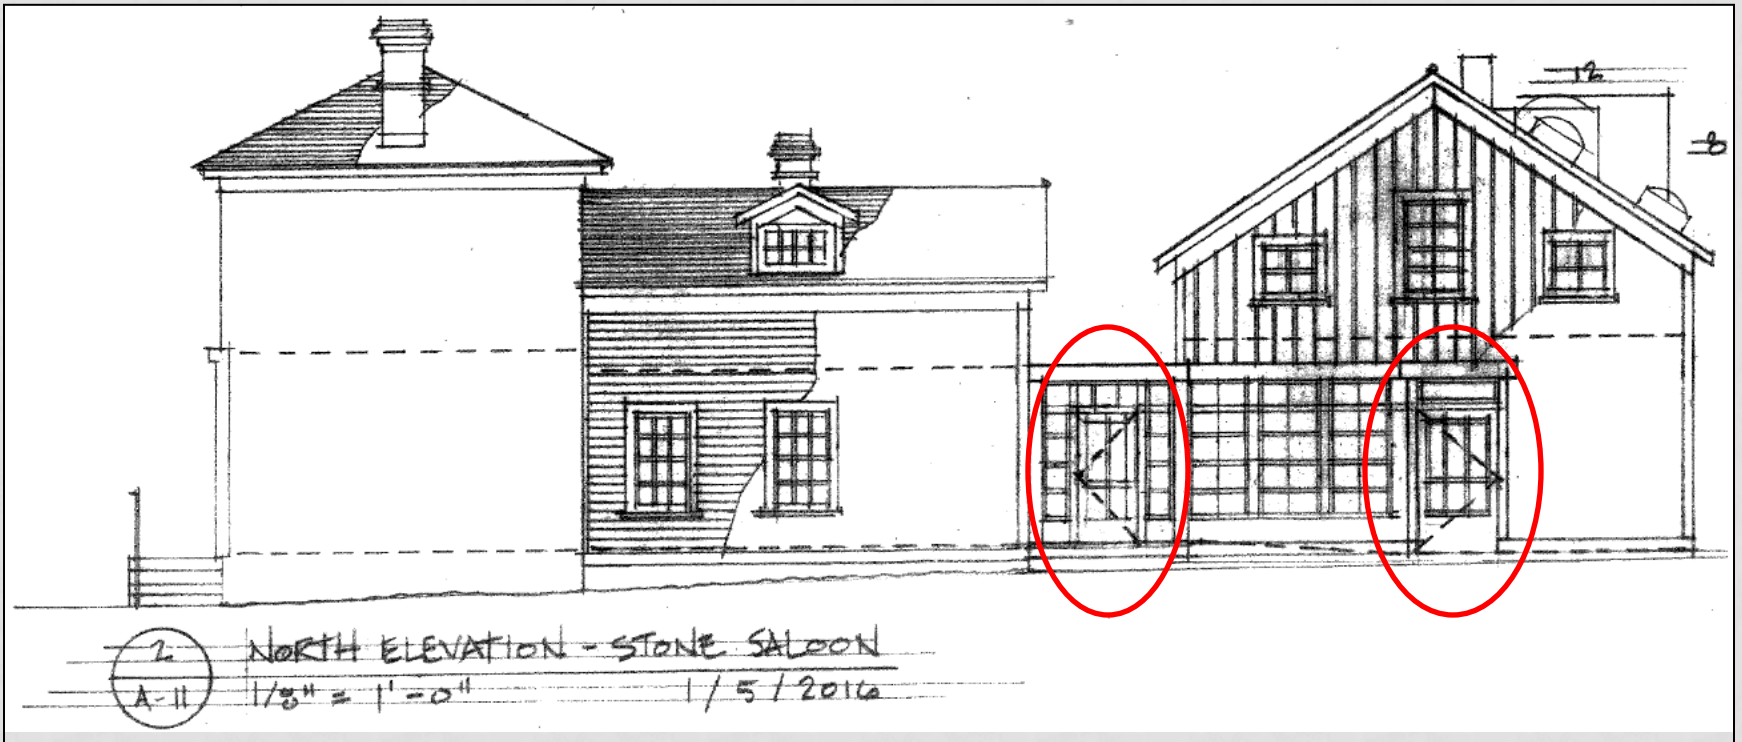 12
8
2
NORTH ELEVATION - STONE SALOON
A-11
1/8" = 1'-0" 1/5/2016